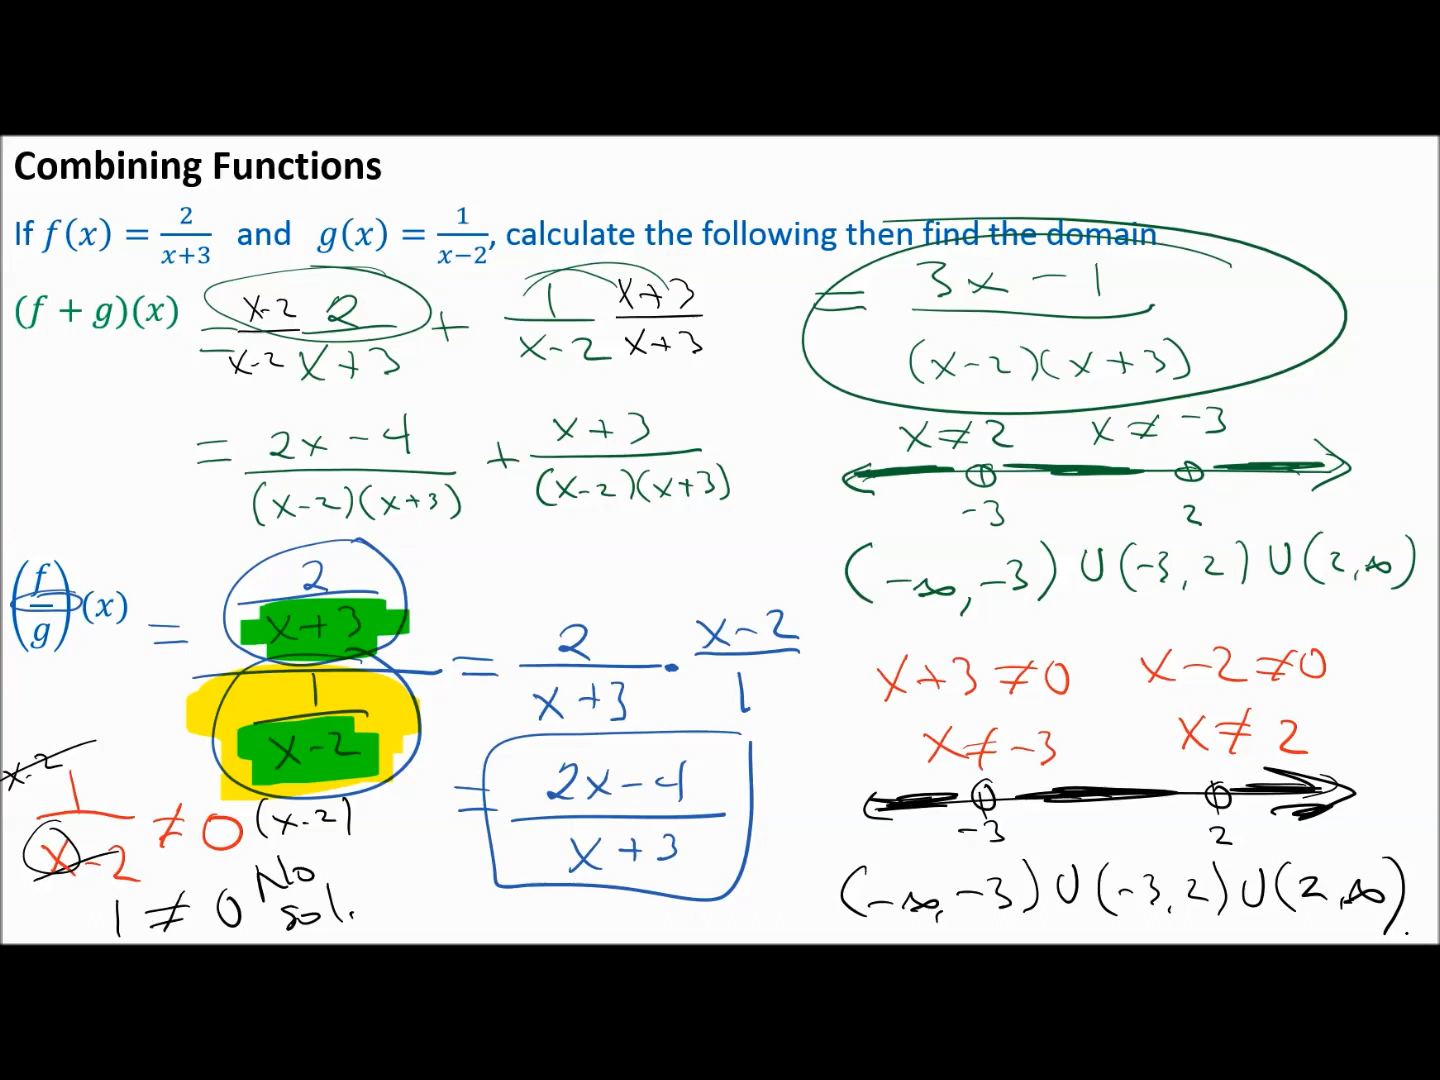 Combining Functions
If f(x) = 2/(x+3) and g(x) = 1/(x−2), calculate the following then find the domain
(f + g)(x) = (x-2)/(x-2) 2/(x+3) + 1/(x-2) (x+3)/(x+3)
= (3x - 1)/((x-2)(x+3))
= (2x - 4)/((x-2)(x+3)) + (x+3)/((x-2)(x+3))
x ≠ 2 x ≠ -3
-3 2
(-∞, -3) ∪ (-3, 2) ∪ (2, ∞)
(f/g)(x) = (2/(x+3))/(1/(x-2)) = 2/(x+3) · (x-2)/1
= (2x-4)/(x+3)
x-2
1/(x-2) ≠ 0 (x-2)
1 ≠ 0 No sol.
x+3 ≠ 0 x-2 ≠ 0
x ≠ -3 x ≠ 2
-3 2
(-∞, -3) ∪ (-3, 2) ∪ (2, ∞).